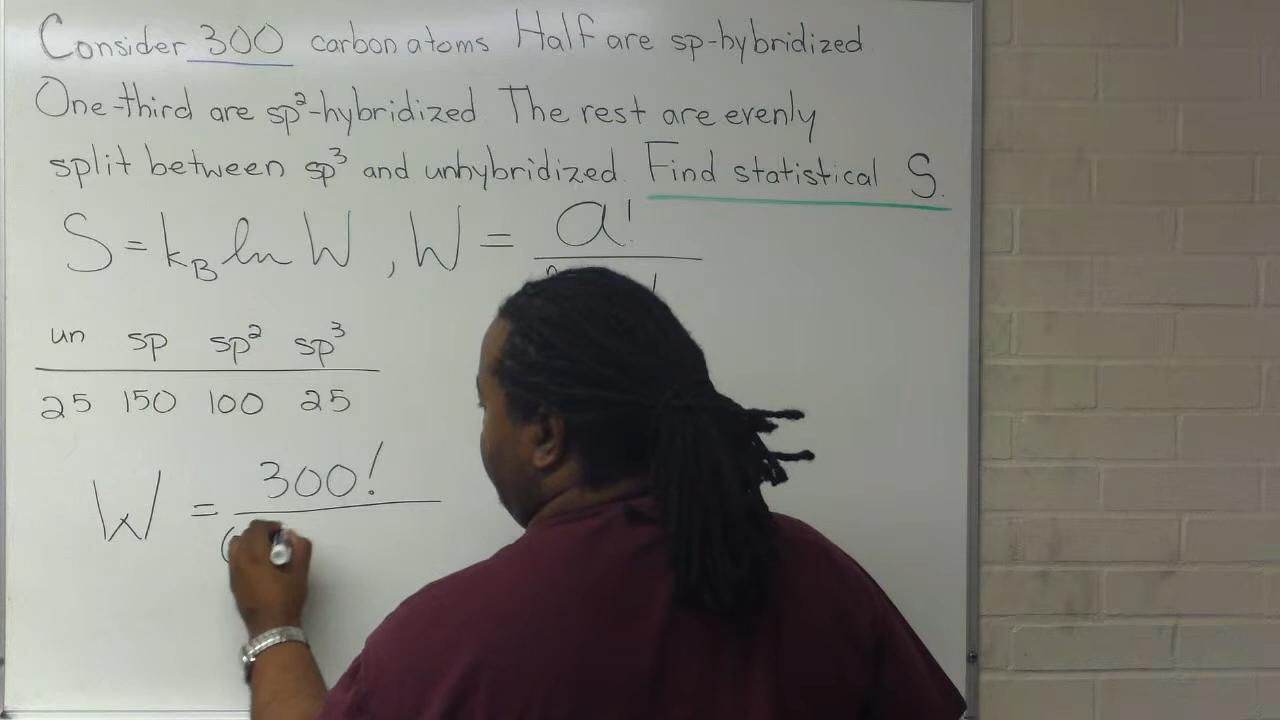 Consider 300 carbon atoms Half are sp-hybridized
One-third are sp²-hybridized The rest are evenly
split between sp³ and unhybridized. Find statistical S.
S = k_B ln W , W = a!
un sp sp² sp³
25 150 100 25
W = 300!
(